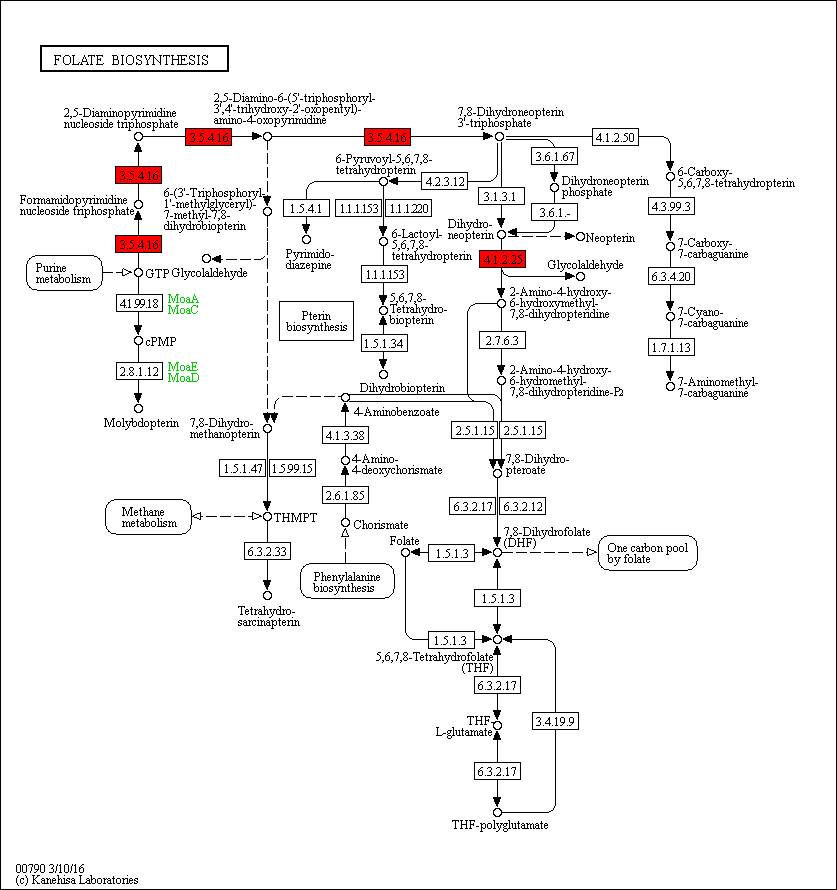 FOLATE BIOSYNTHESIS
2,5-Diaminopyrimidine
nucleoside triphosphate
2,5-Diamino-6-(5'-triphosphoryl-
3',4'-trihydroxy-2'-oxopentyl)-
amino-4-oxopyrimidine
7,8-Dihydroneopterin
3'-triphosphate
3.5.4.16
3.5.4.16
4.1.2.50
3.6.1.67
6-Pyruvoyl-5,6,7,8-
tetrahydropterin
3.5.4.16
4.2.3.12
6-Carboxy-
5,6,7,8-tetrahydropterin
Dihydroneopterin
phosphate
6-(3'-Triphosphoryl-
1'-methylglyceryl)-
7-methyl-7,8-
dihydrobiopterin
Formamidopyrimidine
nucleoside triphosphate
3.1.3.1
1.5.4.1
1.1.1.153
1.1.1.220
3.6.1.-
4.3.99.3
Dihydro-
neopterin
Neopterin
3.5.4.16
6-Lactoyl-
5,6,7,8-
tetrahydropterin
Pyrimido-
diazepine
7-Carboxy-
7-carbaguanine
4.1.2.25
Purine
metabolism
GTP
Glycolaldehyde
Glycolaldehyde
1.1.1.153
6.3.4.20
4.1.99.18
MoaA
MoaC
5,6,7,8-
Tetrahydro-
biopterin
2-Amino-4-hydroxy-
6-hydroxymethyl-
7,8-dihydropteridine
Pterin
biosynthesis
7-Cyano-
7-carbaguanine
cPMP
1.5.1.34
2.7.6.3
1.7.1.13
2.8.1.12
MoaE
MoaD
2-Amino-4-hydroxy-
6-hydromethyl-
7,8-dihydropteridine-P2
7-Aminomethyl-
7-carbaguanine
Dihydrobiopterin
Molybdopterin
7,8-Dihydro-
methanopterin
4-Aminobenzoate
4.1.3.38
2.5.1.15
2.5.1.15
1.5.1.47
1.5.99.15
4-Amino-
4-deoxychorismate
7,8-Dihydro-
pteroate
2.6.1.85
6.3.2.17
6.3.2.12
Methane
metabolism
THMPT
Chorismate
7,8-Dihydrofolate
(DHF)
Folate
6.3.2.33
1.5.1.3
One carbon pool
by folate
Phenylalanine
biosynthesis
1.5.1.3
Tetrahydro-
sarcinapterin
1.5.1.3
5,6,7,8-Tetrahydrofolate
(THF)
6.3.2.17
THF-
L-glutamate
3.4.19.9
6.3.2.17
THF-polyglutamate
00790 3/10/16
(c) Kanehisa Laboratories